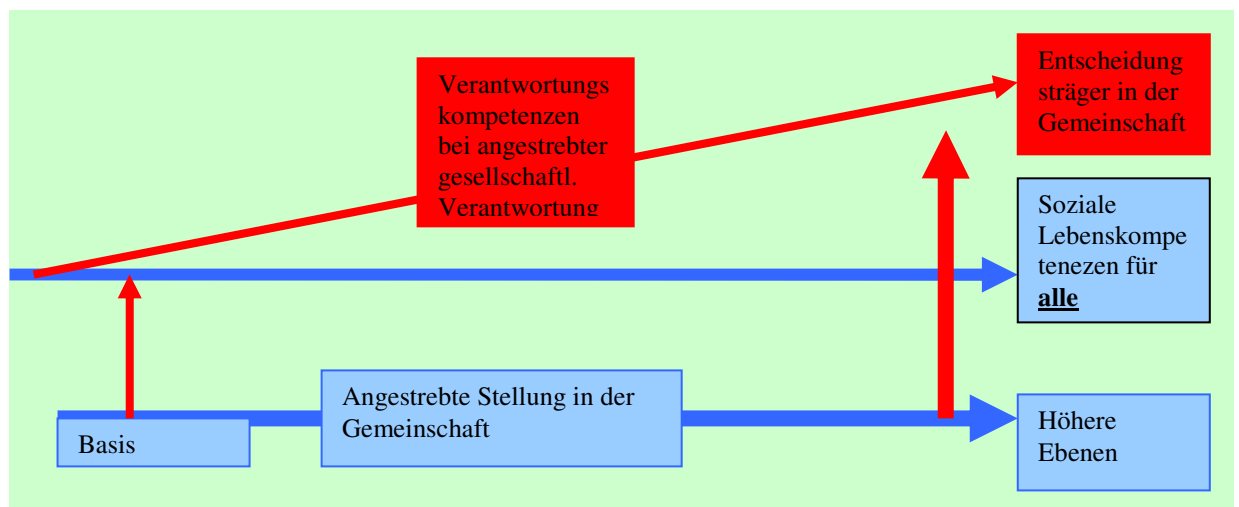 Verantwortungs
kompetenzen
bei angestrebter
gesellschaftl.
Verantwortung
Entscheidung
sträger in der
Gemeinschaft
Soziale
Lebenskompe
tenezen für
alle
Angestrebte Stellung in der
Gemeinschaft
Basis
Höhere
Ebenen